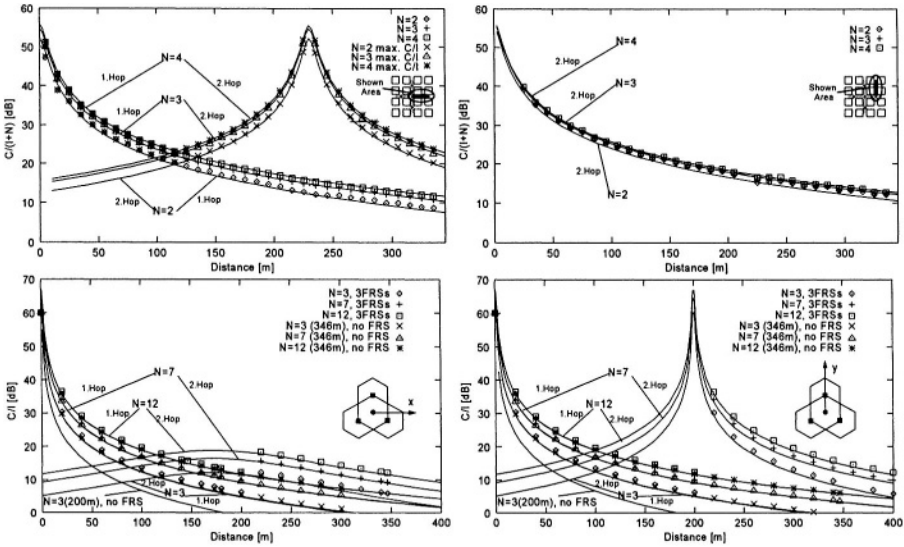 N=2
N=3
N=4
N=2 max. C/I
N=3 max. C/I
N=4 max. C/I
Shown
Area
1.Hop
N=4
2.Hop
1.Hop
N=3
2.Hop
2.Hop
N=2
1.Hop
C/(I+N) [dB]
60
50
40
30
20
10
0
0 50 100 150 200 250 300
Distance [m]
N=2
N=3
N=4
Shown
Area
N=4
2.Hop
N=3
2.Hop
2.Hop
N=2
C/(I+N) [dB]
60
50
40
30
20
10
0
0 50 100 150 200 250 300
Distance [m]
N=3, 3FRSs
N=7, 3FRSs
N=12, 3FRSs
N=3 (346m), no FRS
N=7 (346m), no FRS
N=12 (346m), no FRS
1.Hop
N=7
2.Hop
N=12
1.Hop
2.Hop
x
2.Hop
N=3
1.Hop
N=3(200m), no FRS
C/I [dB]
70
60
50
40
30
20
10
0
0 50 100 150 200 250 300 350 400
Distance [m]
N=3, 3FRSs
N=7, 3FRSs
N=12, 3FRSs
N=3 (346m), no FRS
N=7 (346m), no FRS
N=12 (346m), no FRS
1.Hop
N=7
2.Hop
N=12
1.Hop
2.Hop
y
2.Hop
N=3
1.Hop
N=3(200m), no FRS
C/I [dB]
70
60
50
40
30
20
10
0
0 50 100 150 200 250 300 350 400
Distance [m]